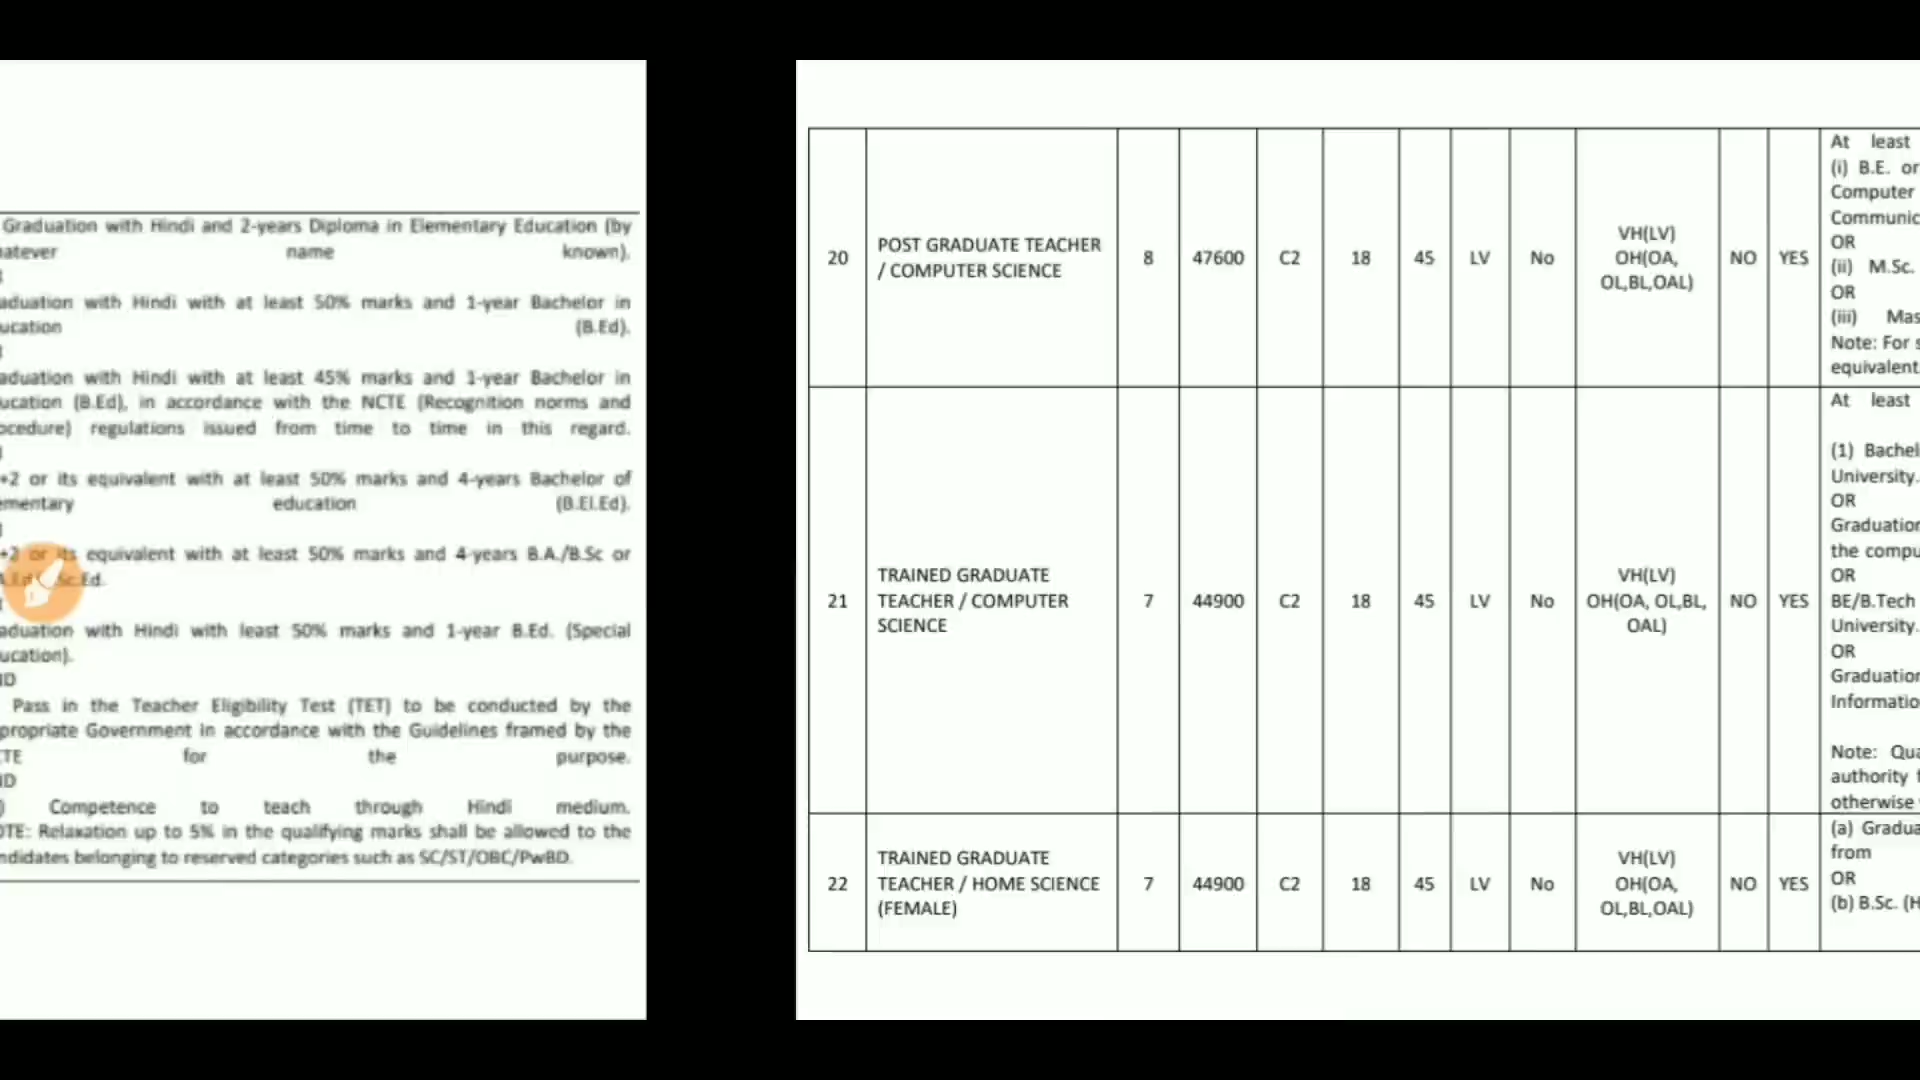 Graduation with Hindi and 2-years Diploma in Elementary Education (by
name known).
with Hindi with at least 50% marks and 1-year Bachelor in
(B.Ed).
with Hindi with at least 45% marks and 1-year Bachelor in
(B.Ed), in accordance with the NCTE (Recognition norms and
regulations issued from time to time in this regard.
+2 or its equivalent with at least 50% marks and 4-years Bachelor of
education (B.El.Ed).
+2 or its equivalent with at least 50% marks and 4-years B.A./B.Sc or
with Hindi with least 50% marks and 1-year B.Ed. (Special
Pass in the Teacher Eligibility Test (TET) to be conducted by the
Government in accordance with the Guidelines framed by the
for the purpose.
Competence to teach through Hindi medium.
Relaxation up to 5% in the qualifying marks shall be allowed to the
belonging to reserved categories such as SC/ST/OBC/PwBD.
20
POST GRADUATE TEACHER
/ COMPUTER SCIENCE
8
47600
C2
18
45
LV
No
VH(LV)
OH(OA,
OL,BL,OAL)
NO
YES
At least
(i) B.E. or
Computer
Communic
OR
(ii) M.Sc.
OR
(iii) Mas
Note: For s
equivalent
21
TRAINED GRADUATE
TEACHER / COMPUTER
SCIENCE
7
44900
C2
18
45
LV
No
VH(LV)
OH(OA, OL,BL,
OAL)
NO
YES
At least
(1) Bachel
University.
OR
Graduation
the compu
OR
BE/B.Tech
University.
OR
Graduation
Informatio
Note: Qua
authority
otherwise
22
TRAINED GRADUATE
TEACHER / HOME SCIENCE
(FEMALE)
7
44900
C2
18
45
LV
No
VH(LV)
OH(OA,
OL,BL,OAL)
NO
YES
(a) Gradua
from
OR
(b) B.Sc. (H